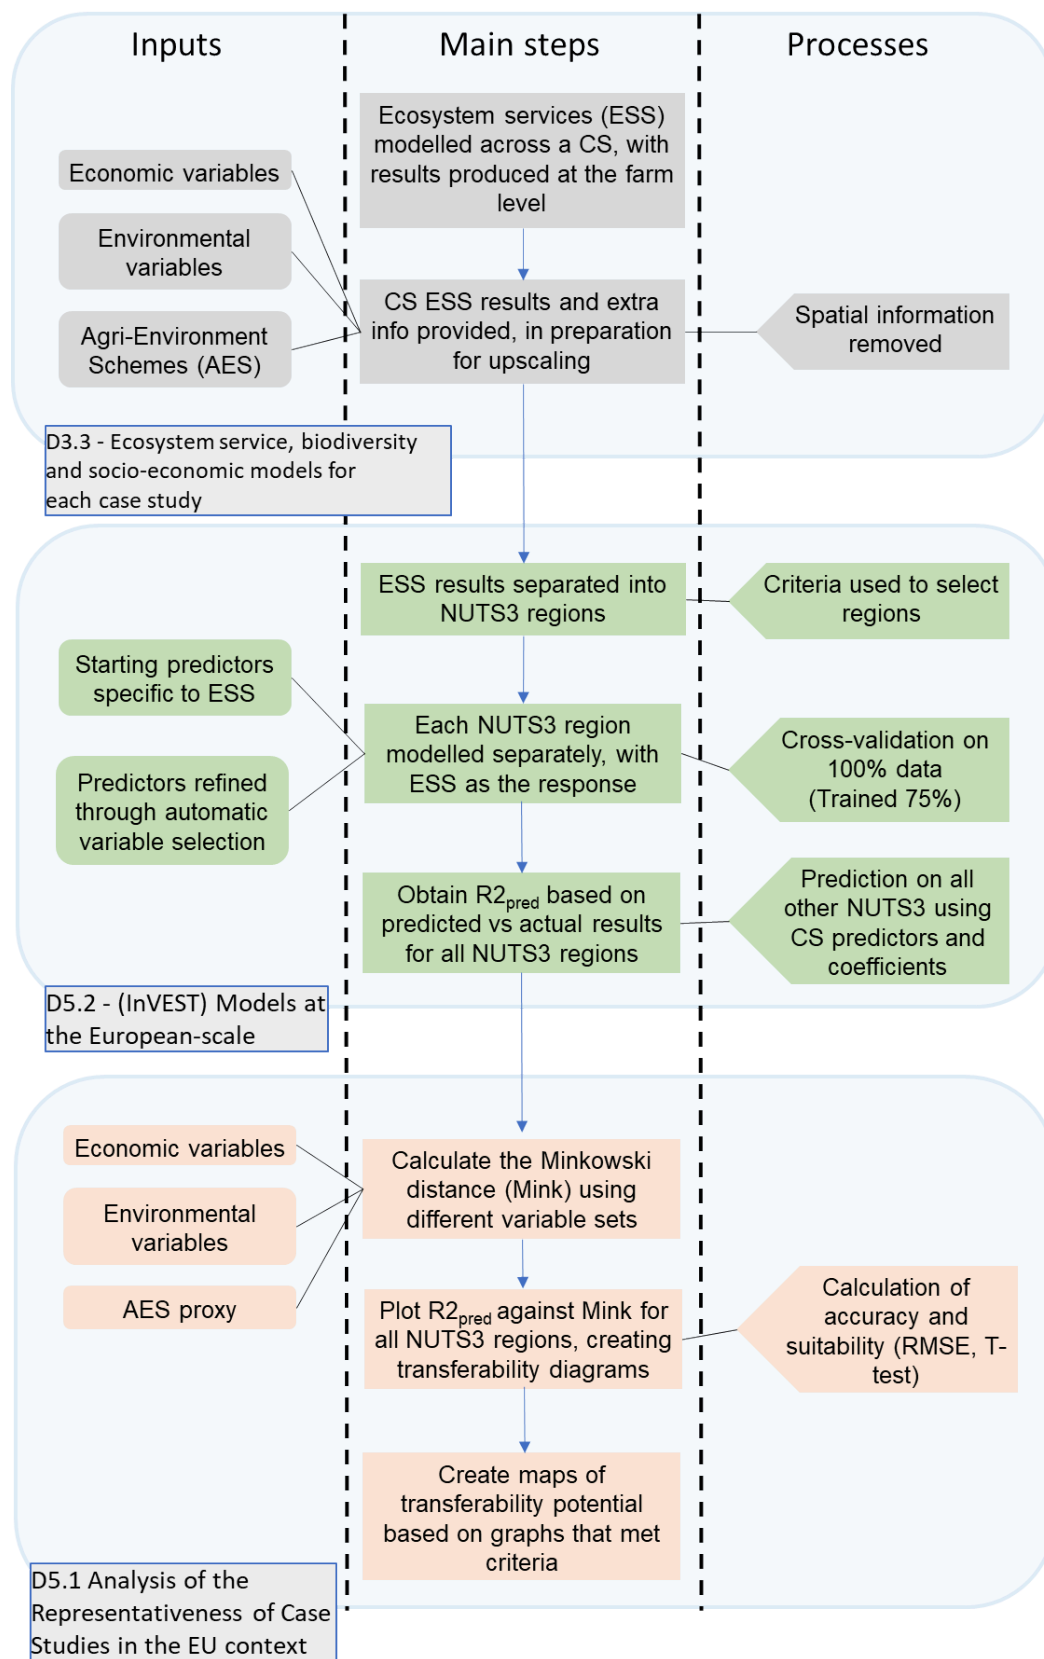 Inputs
Main steps
Processes
Ecosystem services (ESS)
modelled across a CS, with
results produced at the farm
level
Economic variables
Environmental
variables
Agri-Environment
Schemes (AES)
CS ESS results and extra
info provided, in preparation
for upscaling
Spatial information
removed
D3.3 - Ecosystem service, biodiversity
and socio-economic models for
each case study
ESS results separated into
NUTS3 regions
Criteria used to select
regions
Starting predictors
specific to ESS
Predictors refined
through automatic
variable selection
Each NUTS3 region
modelled separately, with
ESS as the response
Cross-validation on
100% data
(Trained 75%)
Obtain R2pred based on
predicted vs actual results
for all NUTS3 regions
Prediction on all
other NUTS3 using
CS predictors and
coefficients
D5.2 - (InVEST) Models at
the European-scale
Economic variables
Environmental
variables
AES proxy
Calculate the Minkowski
distance (Mink) using
different variable sets
Plot R2pred against Mink for
all NUTS3 regions, creating
transferability diagrams
Calculation of
accuracy and
suitability (RMSE, T-
test)
Create maps of
transferability potential
based on graphs that met
criteria
D5.1 Analysis of the
Representativeness of Case
Studies in the EU context